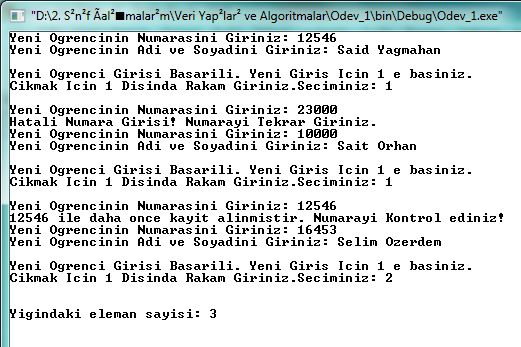 "D:\2. S²n²f Ãal²■malar²m\Veri Yap²lar² ve Algoritmalar\Odev_1\bin\Debug\Odev_1.exe"
Yeni Ogrencinin Numarasini Giriniz: 12546
Yeni Ogrencinin Adi ve Soyadini Giriniz: Said Yagmahan
Yeni Ogrenci Girisi Basarili. Yeni Giris Icin 1 e basiniz.
Cikmak Icin 1 Disinda Rakam Giriniz.Seciminiz: 1
Yeni Ogrencinin Numarasini Giriniz: 23000
Hatali Numara Girisi! Numarayi Tekrar Giriniz.
Yeni Ogrencinin Numarasini Giriniz: 10000
Yeni Ogrencinin Adi ve Soyadini Giriniz: Sait Orhan
Yeni Ogrenci Girisi Basarili. Yeni Giris Icin 1 e basiniz.
Cikmak Icin 1 Disinda Rakam Giriniz.Seciminiz: 1
Yeni Ogrencinin Numarasini Giriniz: 12546
12546 ile daha once kayit alinmistir. Numarayi Kontrol ediniz!
Yeni Ogrencinin Numarasini Giriniz: 16453
Yeni Ogrencinin Adi ve Soyadini Giriniz: Selim Ozerdem
Yeni Ogrenci Girisi Basarili. Yeni Giris Icin 1 e basiniz.
Cikmak Icin 1 Disinda Rakam Giriniz.Seciminiz: 2
Yigindaki eleman sayisi: 3